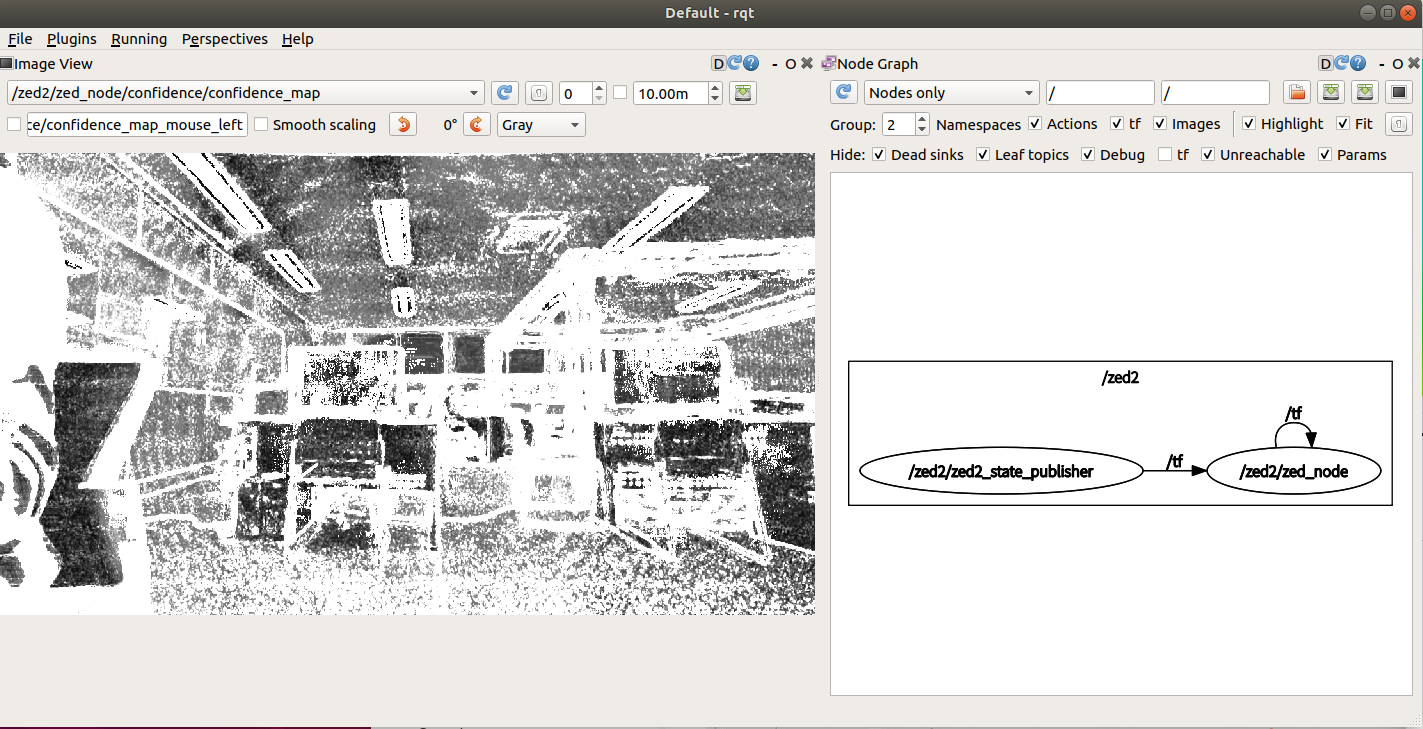 Default - rqt
File Plugins Running Perspectives Help
Image View
D
- O
/zed2/zed_node/confidence/confidence_map
0
10.00m
ce/confidence_map_mouse_left
Smooth scaling
0°
Gray
Node Graph
D
- O
Nodes only
/
/
Group: 2 Namespaces Actions tf Images Highlight Fit
Hide: Dead sinks Leaf topics Debug tf Unreachable Params
/zed2
/tf
/zed2/zed2_state_publisher
/tf
/zed2/zed_node